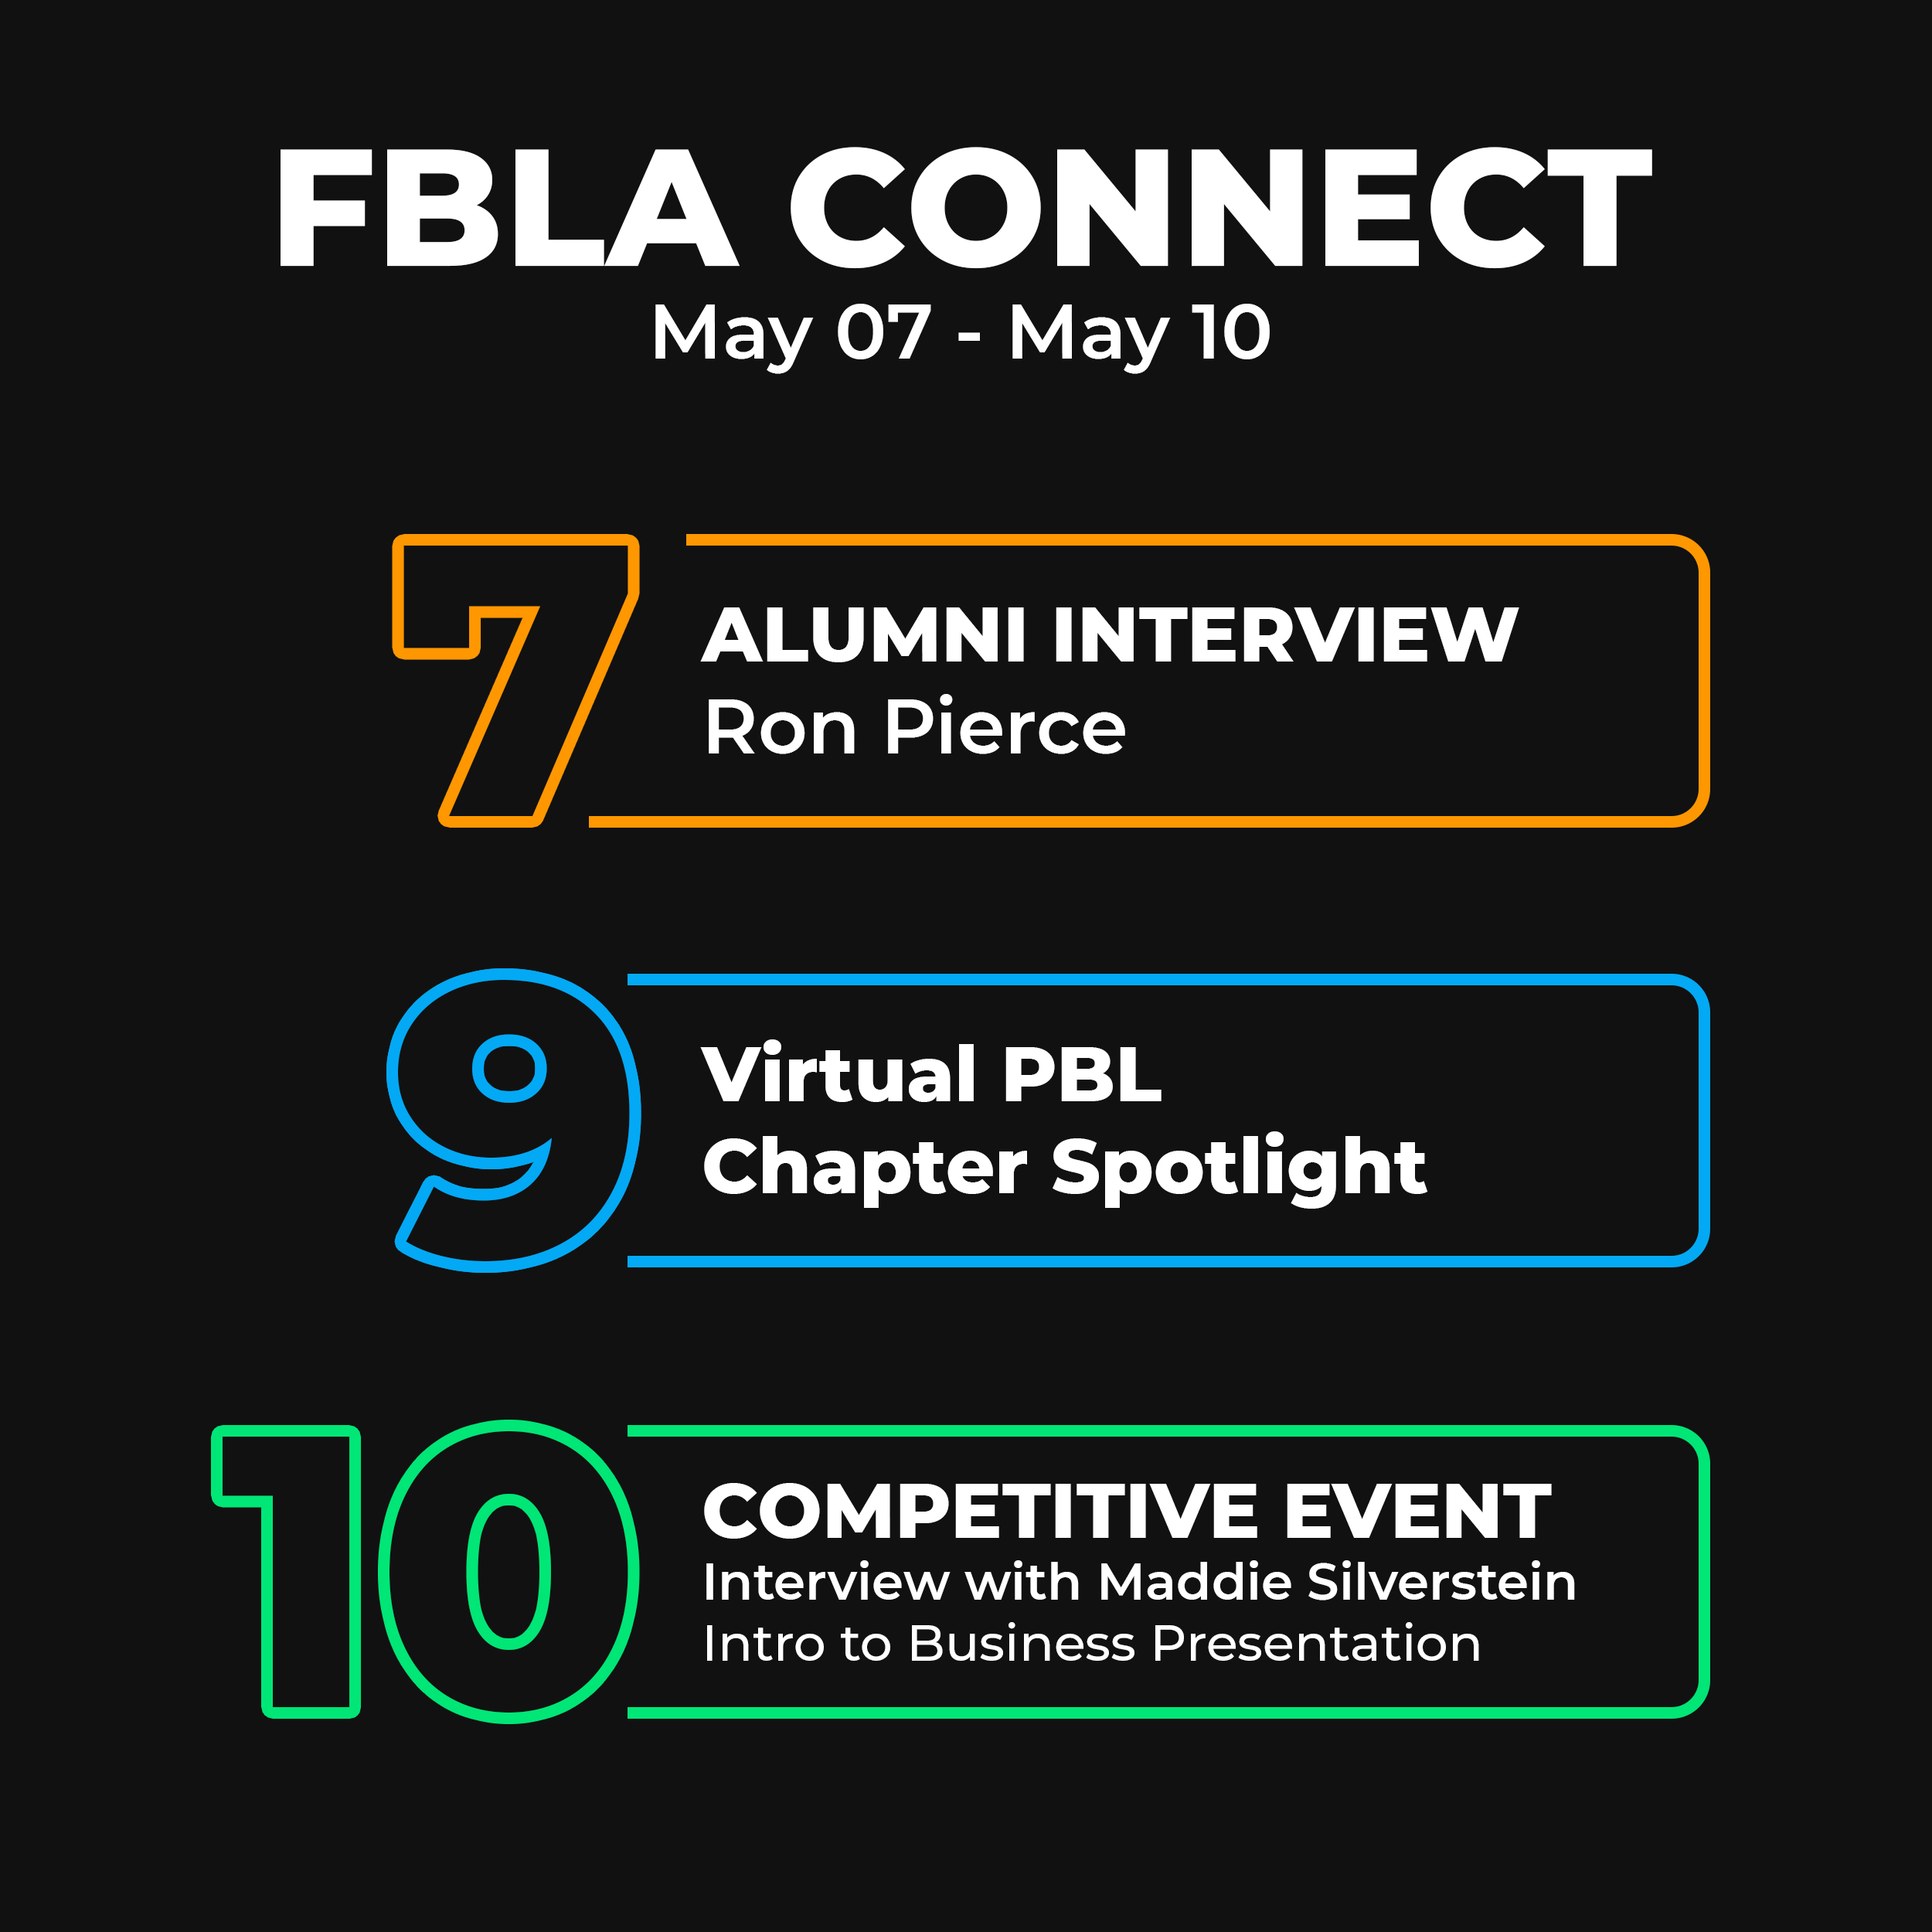 FBLA CONNECT
May 07 - May 10
7
ALUMNI INTERVIEW
Ron Pierce
9
Virtual PBL
Chapter Spotlight
10
COMPETITIVE EVENT
Interview with Maddie Silverstein
Intro to Business Presentation